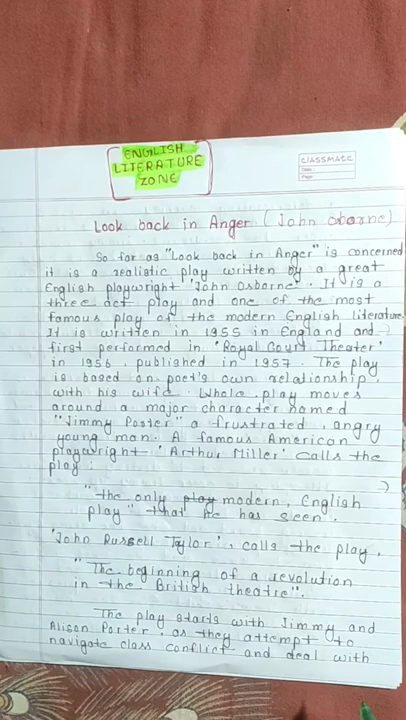 ENGLISH
LITERATURE
ZONE
CLASSMATE
Date :
Page :
Look back in Anger ( John osborne)
So far as "Look back in Anger" is concerned
it is a realistic play written by a great
English playwright 'John Osborne'. It is a
three act play and one of the most
famous play of the modern English literature.
It is written in 1955 in England and
first performed in 'Royal Court Theater'
in 1956, published in 1957. The play
is based on poet's own relationship
with his wife. Whole play moves
around a major character named
"Jimmy Poster" a frustrated, angry
young man. A famous American
playwright 'Arthur Miller' calls the
play :
"the only play modern, English
play" that he has seen.
'John Russell Taylor', calls the play,
"The beginning of a revolution
in the British theatre".
The play starts with Jimmy and
Alison Porter, as they attempt to
navigate class conflict and deal with